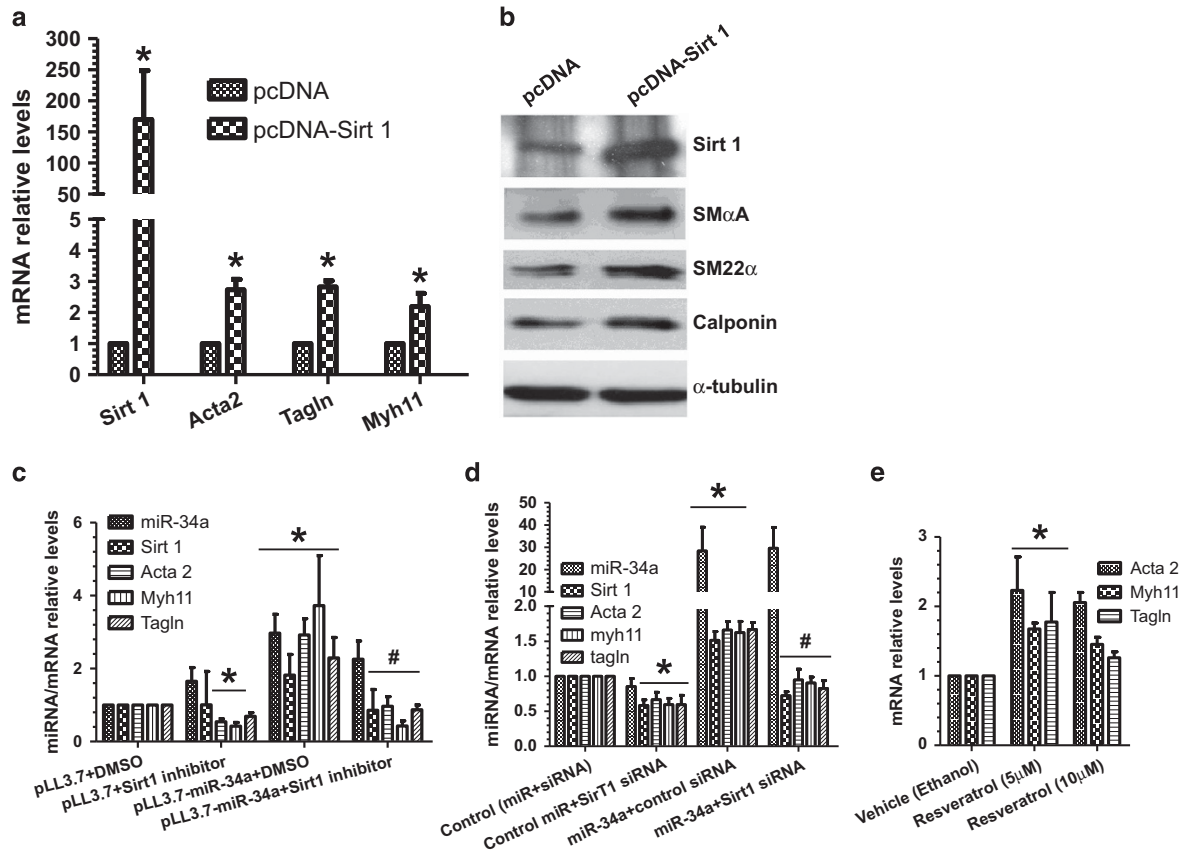 a
mRNA relative levels
300
250
200
150
100
50
5
4
3
2
1
0
*
*
*
*
pcDNA
pcDNA-Sirt 1
Sirt 1
Acta2
Tagln
Myh11
b
pcDNA
pcDNA-Sirt 1
Sirt 1
SMαA
SM22α
Calponin
α-tubulin
c
miRNA/mRNA relative levels
6
4
2
0
miR-34a
Sirt 1
Acta 2
Myh11
Tagln
*
*
#
pLL3.7+DMSO
pLL3.7+Sirt1 inhibitor
pLL3.7-miR-34a+DMSO
pLL3.7-miR-34a+Sirt1 inhibitor
d
miRNA/mRNA relative levels
50
40
30
20
10
2.0
1.5
1.0
0.5
0.0
miR-34a
Sirt 1
Acta 2
myh11
tagln
*
*
#
Control (miR+siRNA)
Control miR+SirT1 siRNA
miR-34a+control siRNA
miR-34a+Sirt1 siRNA
e
mRNA relative levels
3
2
1
0
*
Acta 2
Myh11
Tagln
Vehicle (Ethanol)
Resveratrol (5μM)
Resveratrol (10μM)